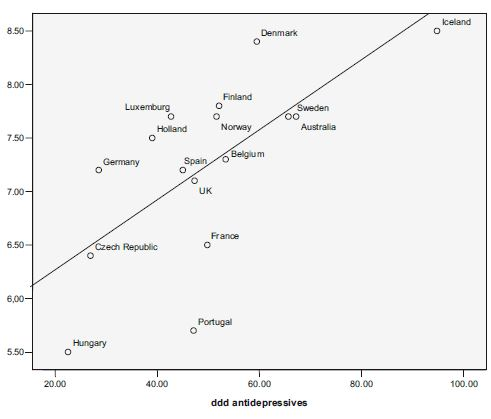 8.50
8.00
7.50
7.00
6.50
6.00
5.50
Iceland
Denmark
Finland
Luxemburg
Sweden
Norway
Australia
Holland
Belgium
Germany
Spain
UK
France
Czech Republic
Portugal
Hungary
20.00 40.00 60.00 80.00 100.00
ddd antidepressives